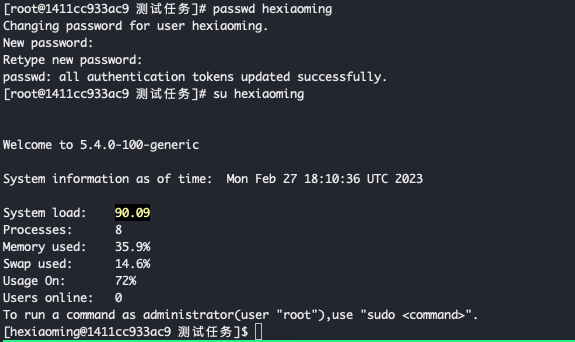 [root@1411cc933ac9 测试任务]# passwd hexiaoming
Changing password for user hexiaoming.
New password:
Retype new password:
passwd: all authentication tokens updated successfully.
[root@1411cc933ac9 测试任务]# su hexiaoming
Welcome to 5.4.0-100-generic
System information as of time:  Mon Feb 27 18:10:36 UTC 2023
System load:    90.09
Processes:      8
Memory used:    35.9%
Swap used:      14.6%
Usage On:       72%
Users online:   0
To run a command as administrator(user "root"),use "sudo <command>".
[hexiaoming@1411cc933ac9 测试任务]$